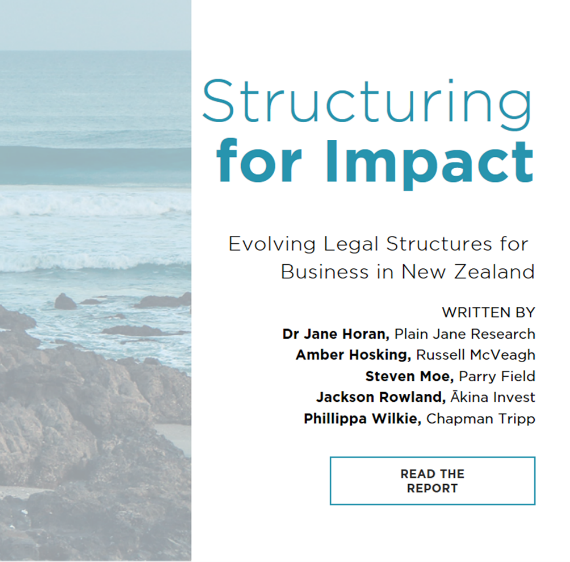 Structuring
for Impact
Evolving Legal Structures for
Business in New Zealand
WRITTEN BY
Dr Jane Horan, Plain Jane Research
Amber Hosking, Russell McVeagh
Steven Moe, Parry Field
Jackson Rowland, Ākina Invest
Phillippa Wilkie, Chapman Tripp
READ THE
REPORT